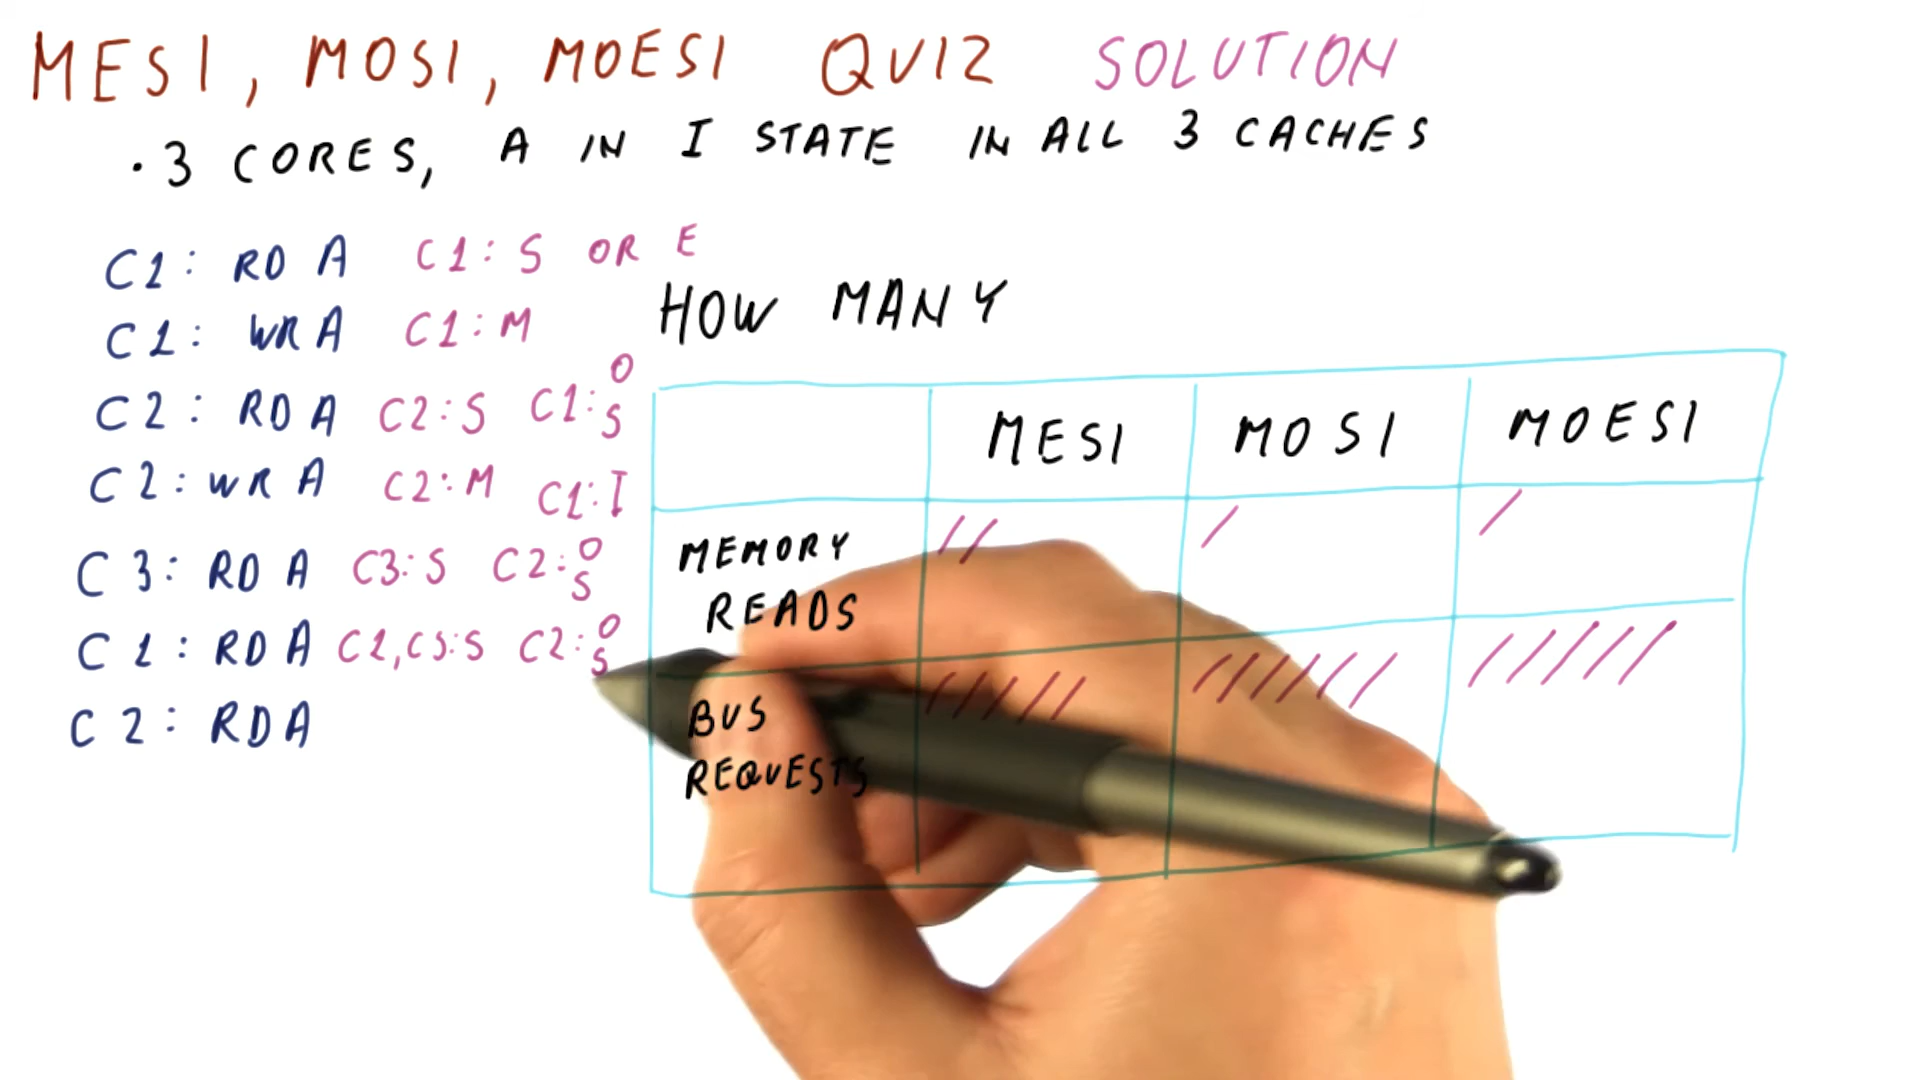 MESI, MOSI, MOESI QUIZ SOLUTION
· 3 CORES, A IN I STATE IN ALL 3 CACHES
C1: RD A C1: S OR E
C1: WR A C1: M
C2: RD A C2: S C1: O S
C2: WR A C2: M C1: I
C3: RD A C3: S C2: O S
C1: RD A C1, C3: S C2: O S
C2: RD A
HOW MANY
MESI MOSI MOESI
MEMORY READS // / /
BUS REQUESTS ///// ////// /////